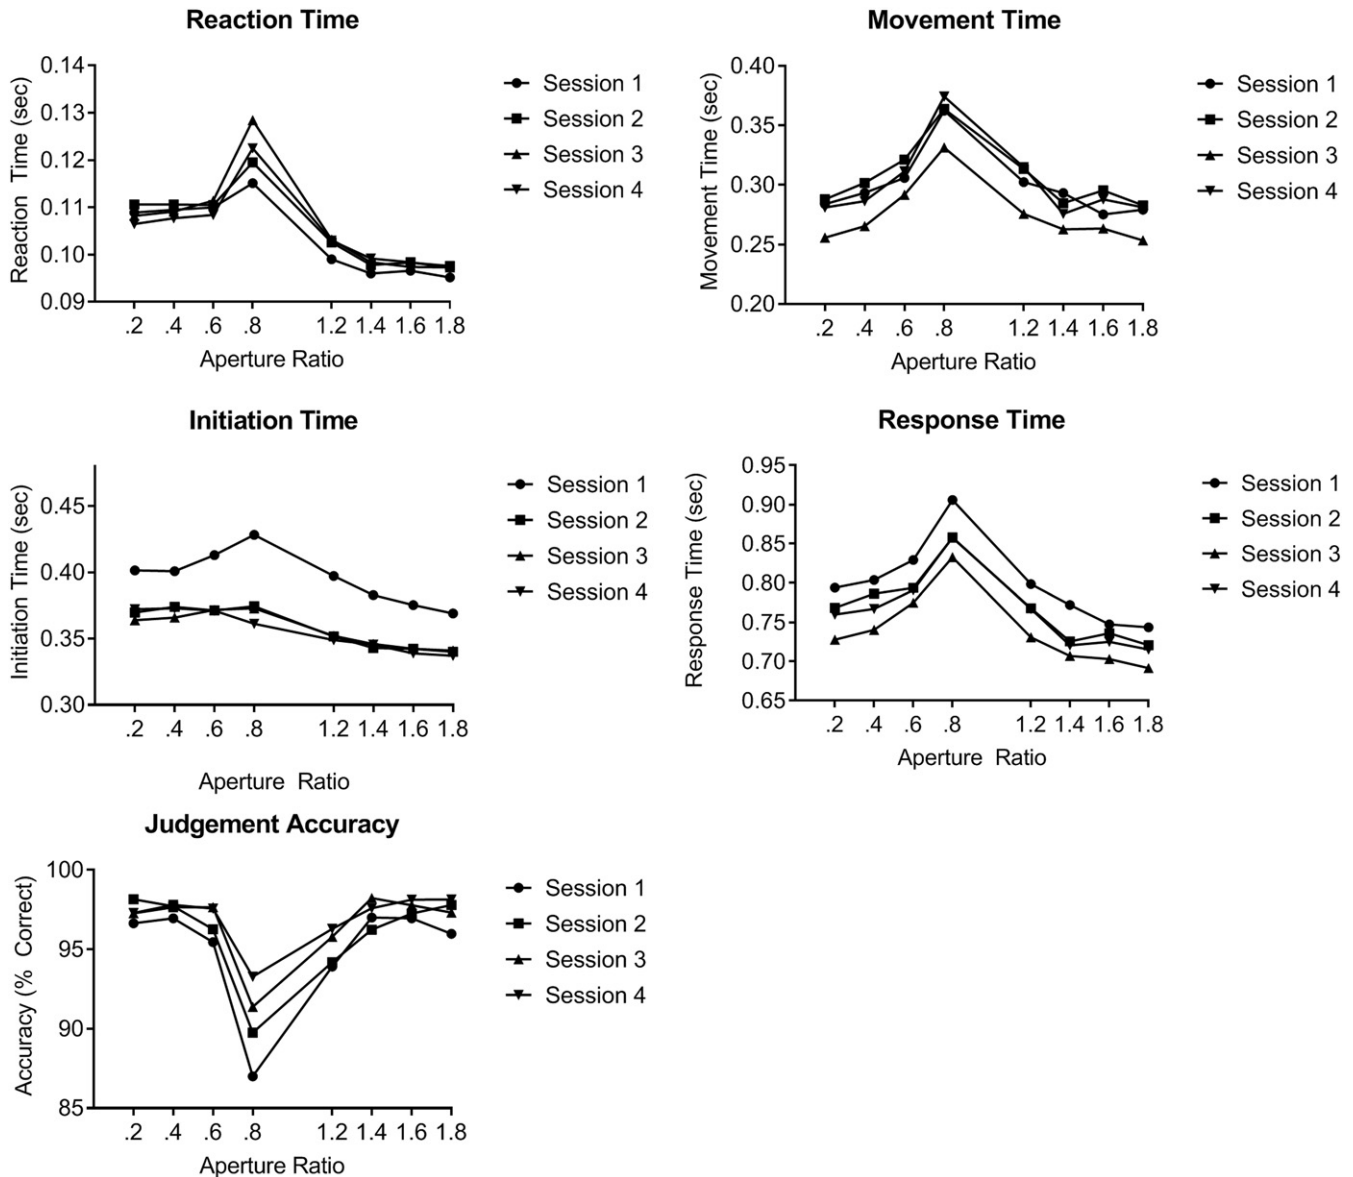 Reaction Time
Reaction Time (sec)
0.14
0.13
0.12
0.11
0.10
0.09
.2 .4 .6 .8 1.2 1.4 1.6 1.8
Aperture Ratio
Session 1
Session 2
Session 3
Session 4
Movement Time
Movement Time (sec)
0.40
0.35
0.30
0.25
0.20
.2 .4 .6 .8 1.2 1.4 1.6 1.8
Aperture Ratio
Session 1
Session 2
Session 3
Session 4
Initiation Time
Initiation Time (sec)
0.45
0.40
0.35
0.30
.2 .4 .6 .8 1.2 1.4 1.6 1.8
Aperture Ratio
Session 1
Session 2
Session 3
Session 4
Response Time
Response Time (sec)
0.95
0.90
0.85
0.80
0.75
0.70
0.65
.2 .4 .6 .8 1.2 1.4 1.6 1.8
Aperture Ratio
Session 1
Session 2
Session 3
Session 4
Judgement Accuracy
Accuracy (% Correct)
100
95
90
85
.2 .4 .6 .8 1.2 1.4 1.6 1.8
Aperture Ratio
Session 1
Session 2
Session 3
Session 4